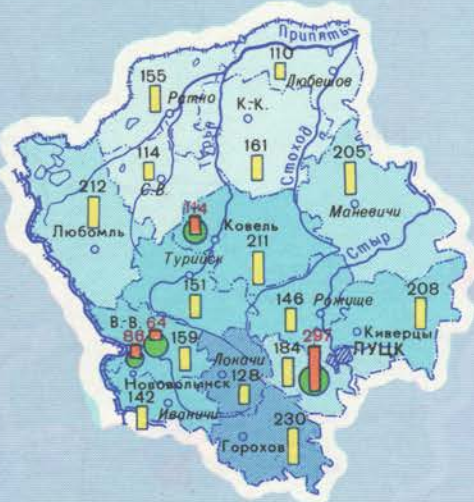 Припять
110
155
Любешов
Ратно
К.-К.
Турья
Стоход
114
161
205
С.-В.
212
Маневичи
Любомль
Ковель
Стыр
Турийск
211
151
208
146
Рожище
В.-В.
64
297
Киверцы
86
159
ЛУЦК
Локачи
184
Нововолынск
128
142
Иваничи
230
Горохов